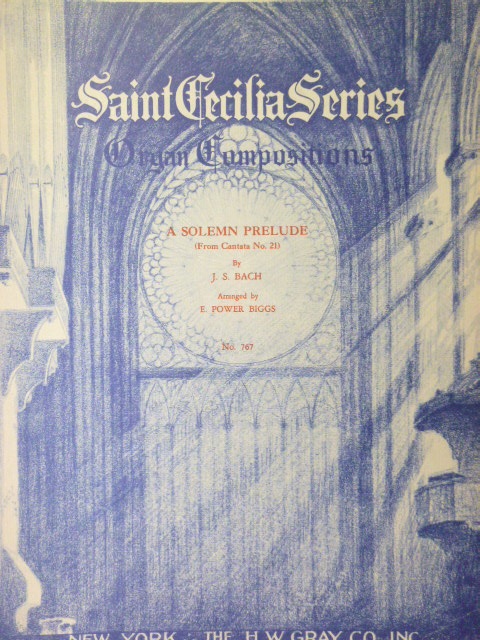 Saint Cecilia Series
Organ Compositions
A SOLEMN PRELUDE
(From Cantata No. 21)
By
J. S. BACH
Arranged by
E. POWER BIGGS
No. 767
NEW YORK : THE H.W. GRAY CO. INC.